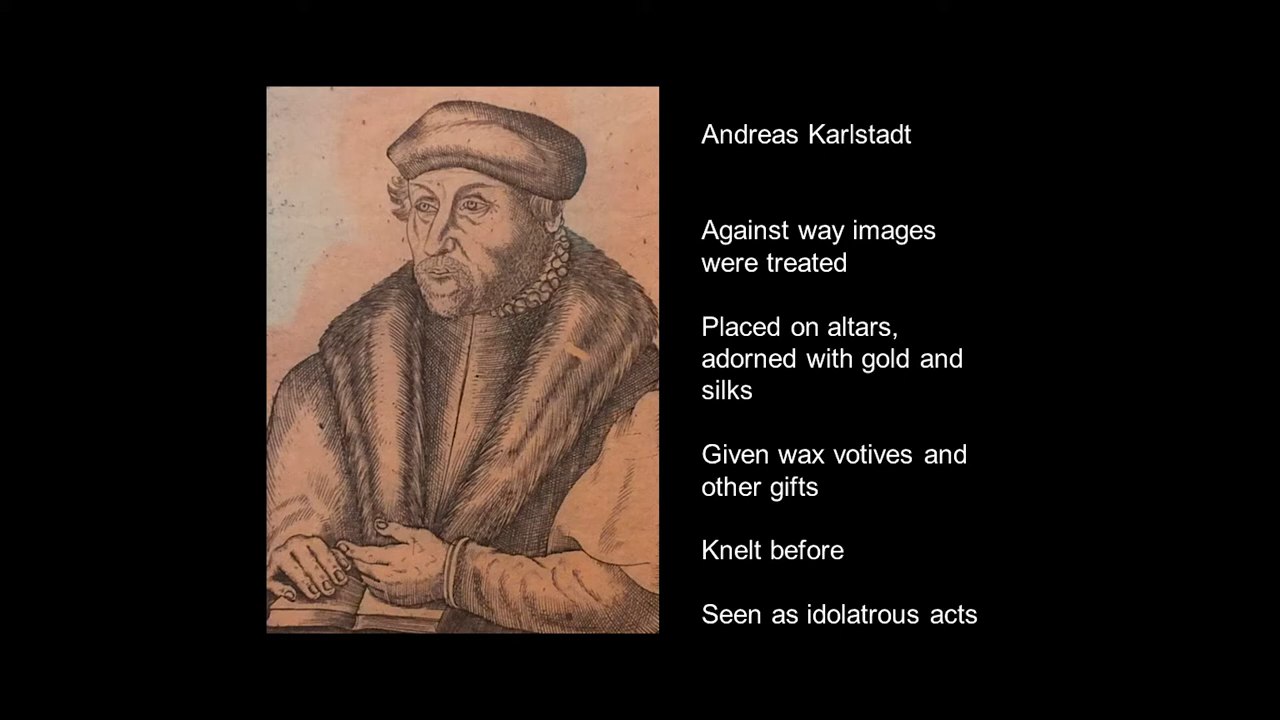 Andreas Karlstadt
Against way images
were treated
Placed on altars,
adorned with gold and
silks
Given wax votives and
other gifts
Knelt before
Seen as idolatrous acts